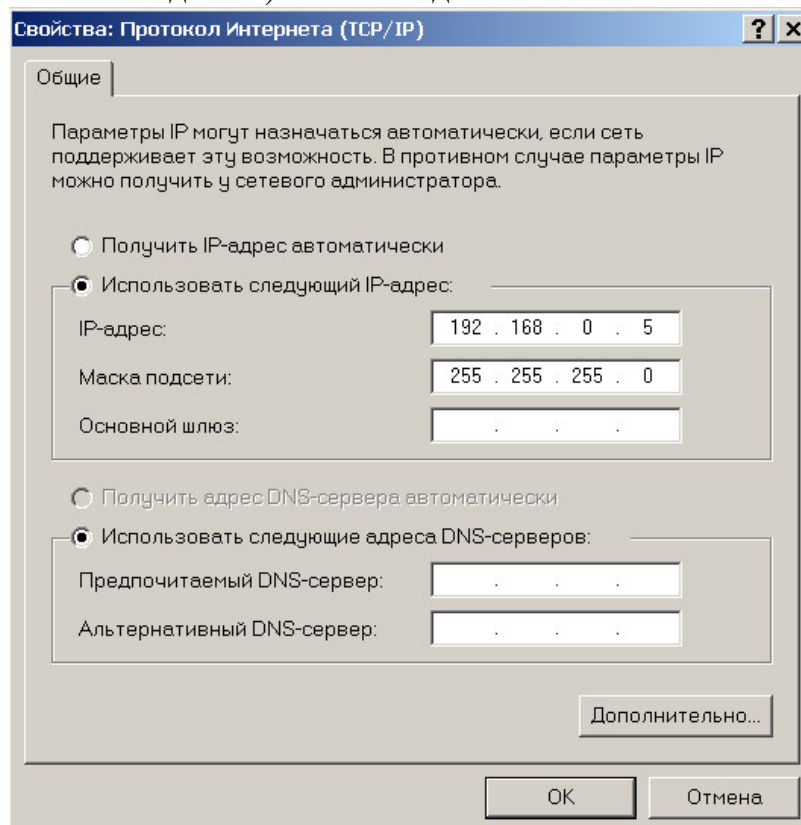 Свойства: Протокол Интернета (TCP/IP)
Общие
Параметры IP могут назначаться автоматически, если сеть
поддерживает эту возможность. В противном случае параметры IP
можно получить у сетевого администратора.
Получить IP-адрес автоматически
Использовать следующий IP-адрес:
IP-адрес: 192 . 168 . 0 . 5
Маска подсети: 255 . 255 . 255 . 0
Основной шлюз: . . .
Получить адрес DNS-сервера автоматически
Использовать следующие адреса DNS-серверов:
Предпочитаемый DNS-сервер: . . .
Альтернативный DNS-сервер: . . .
Дополнительно...
OK Отмена